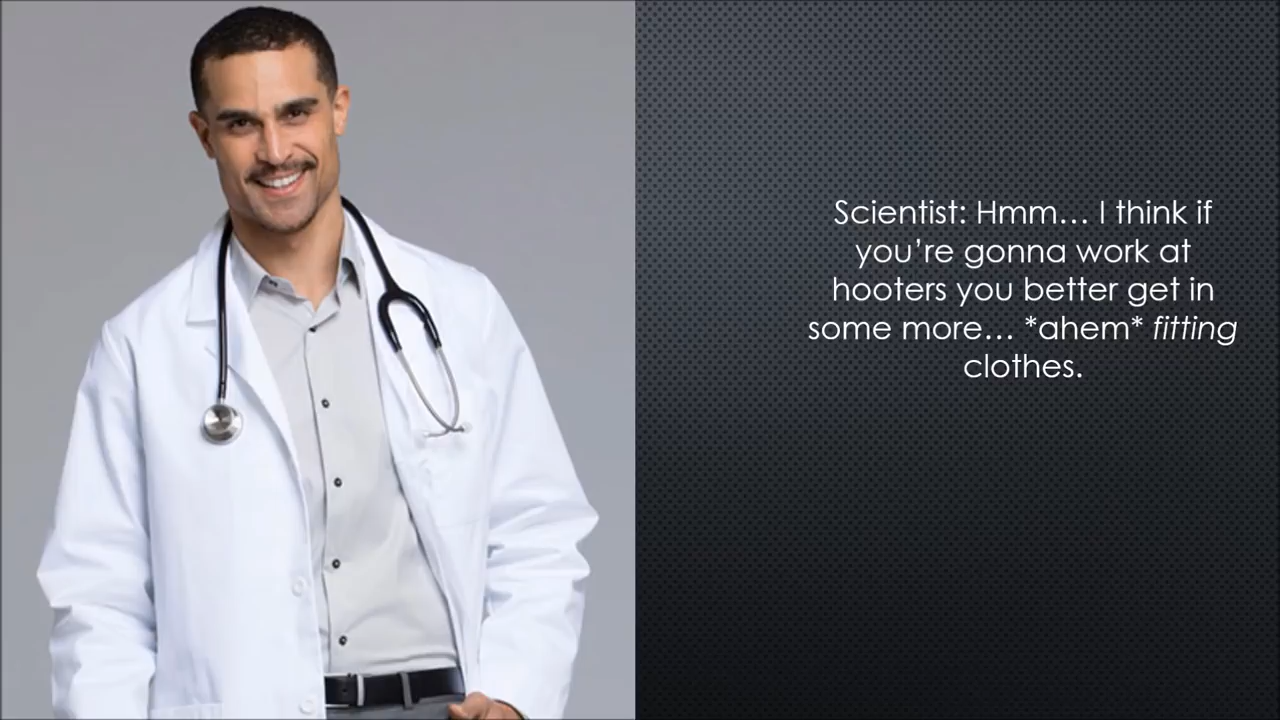 Scientist: Hmm… I think if
you’re gonna work at
hooters you better get in
some more… *ahem* fitting
clothes.